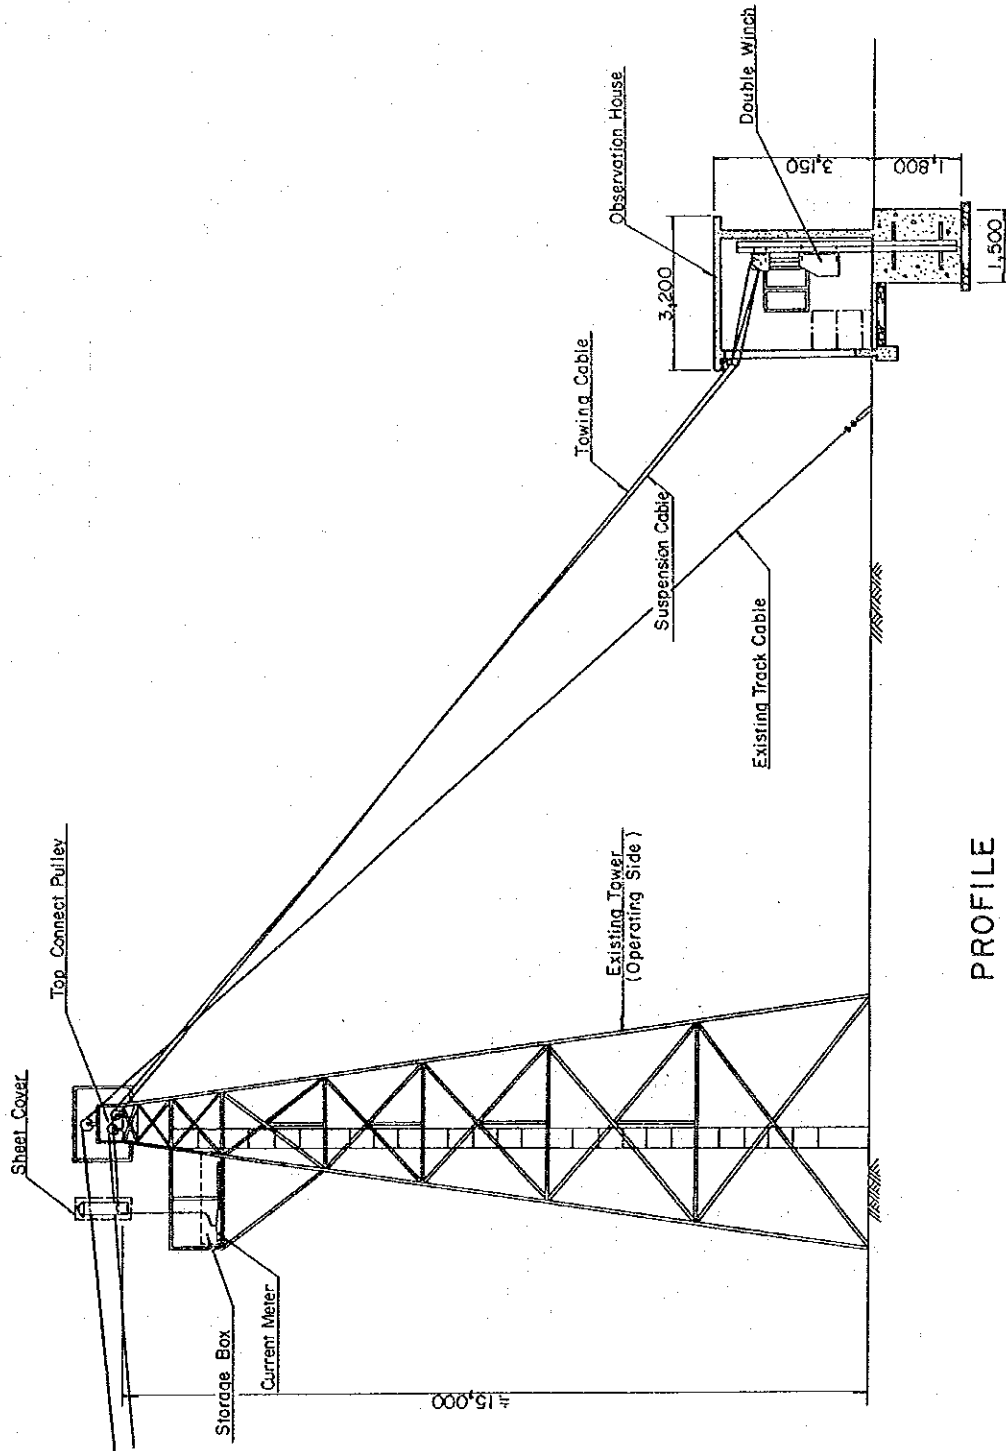 Sheet Cover
Top Connect Pulley
Storage Box
Current Meter
≒15,000
Existing Tower
(Operating Side)
Towing Cable
Suspension Cable
Existing Track Cable
Observation House
Double Winch
3,200
3,150
1,800
1,500
PROFILE